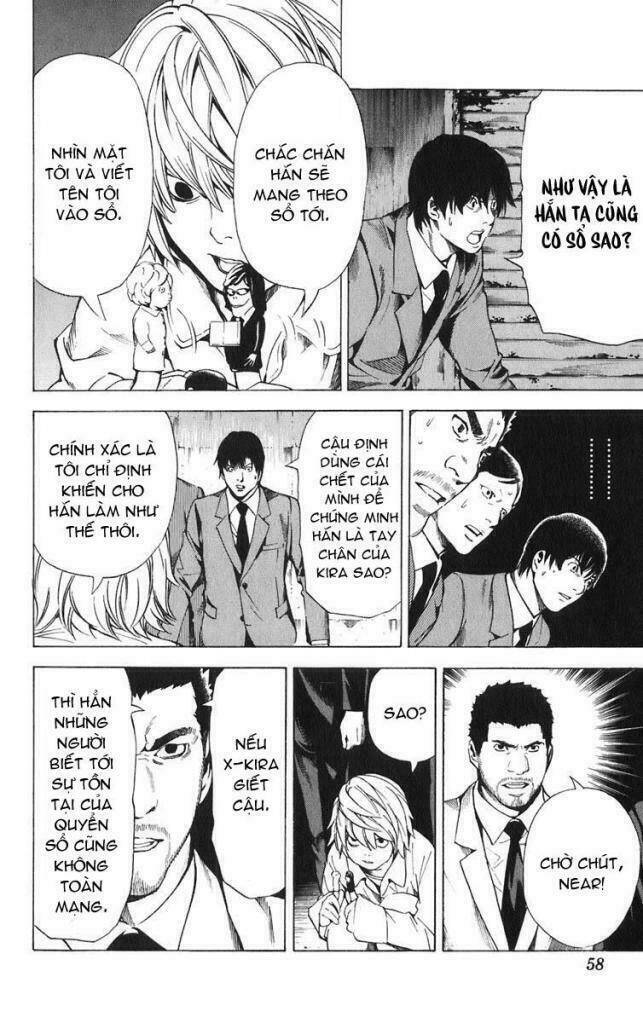 NHƯ VẬY LÀ
HẮN TA CŨNG
CÓ SỔ SAO?
CHẮC CHẮN
HẮN SẼ
MANG THEO
SỔ TỚI.
NHÌN MẶT
TÔI VÀ VIẾT
TÊN TÔI
VÀO SỔ.
..........
CẬU ĐỊNH
DÙNG CÁI
CHẾT CỦA
MÌNH ĐỂ
CHỨNG MINH
HẮN LÀ TAY
CHÂN CỦA
KIRA SAO?
CHÍNH XÁC LÀ
TÔI CHỈ ĐỊNH
KHIẾN CHO
HẮN LÀM NHƯ
THẾ THÔI.
CHỜ CHÚT,
NEAR!
SAO?
NẾU
X-KIRA
GIẾT
CẬU.
THÌ HẲN
NHỮNG
NGƯỜI
BIẾT TỚI
SỰ TỒN
TẠI CỦA
QUYỂN
SỔ CŨNG
KHÔNG
TOÀN
MẠNG.
58